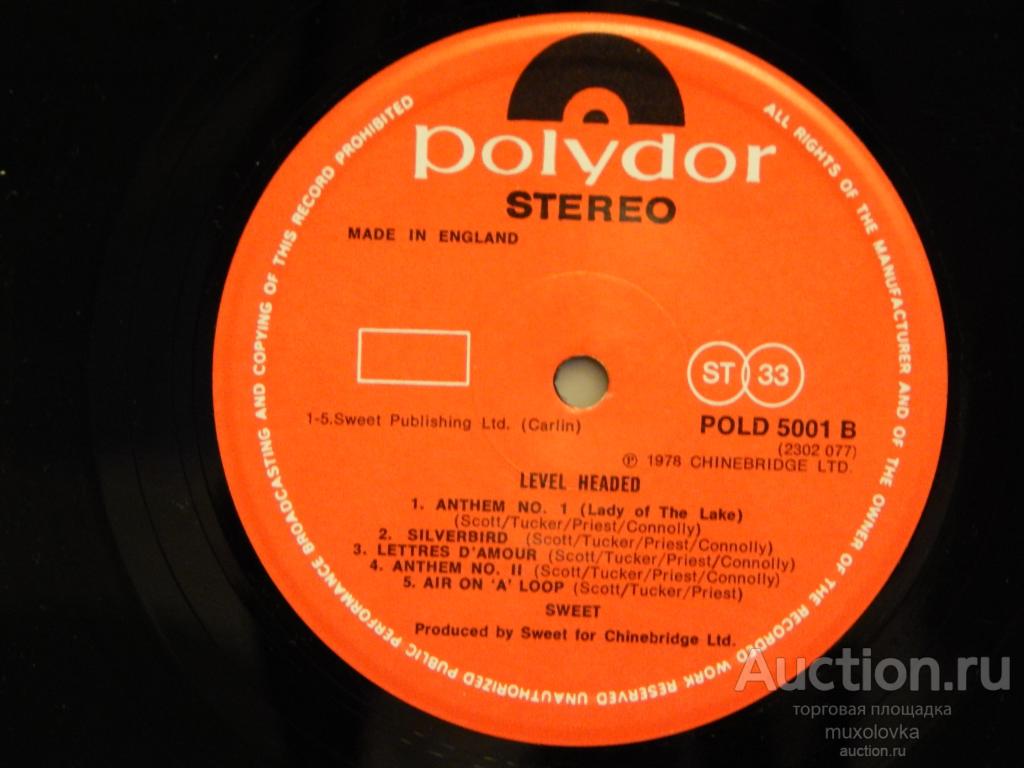 polydor
STEREO
MADE IN ENGLAND
ST 33
POLD 5001 B
(2302 077)
1-5.Sweet Publishing Ltd. (Carlin)
℗ 1978 CHINEBRIDGE LTD.
LEVEL HEADED
1. ANTHEM NO. 1 (Lady of The Lake)
(Scott/Tucker/Priest/Connolly)
2. SILVERBIRD (Scott/Tucker/Priest/Connolly)
3. LETTRES D'AMOUR (Scott/Tucker/Priest/Connolly)
4. ANTHEM NO. II (Scott/Tucker/Priest/Connolly)
5. AIR ON 'A' LOOP (Scott/Tucker/Priest)
SWEET
Produced by Sweet for Chinebridge Ltd.
ALL RIGHTS OF THE MANUFACTURER AND OF THE OWNER OF THE RECORDED WORK RESERVED UNAUTHORIZED PUBLIC PERFORMANCE BROADCASTING AND COPYING OF THIS RECORD PROHIBITED
Auction.ru
торговая площадка
muxolovka
auction.ru